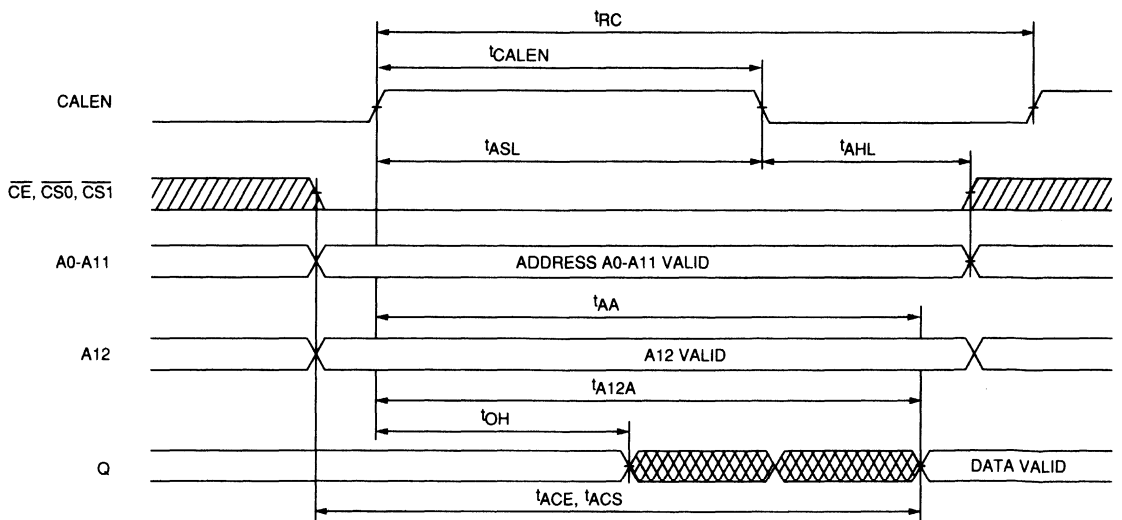 tRC
tCALEN
CALEN
tASL
tAHL
CE, CS0, CS1
A0-A11
ADDRESS A0-A11 VALID
tAA
A12
A12 VALID
tA12A
tOH
Q
DATA VALID
tACE, tACS